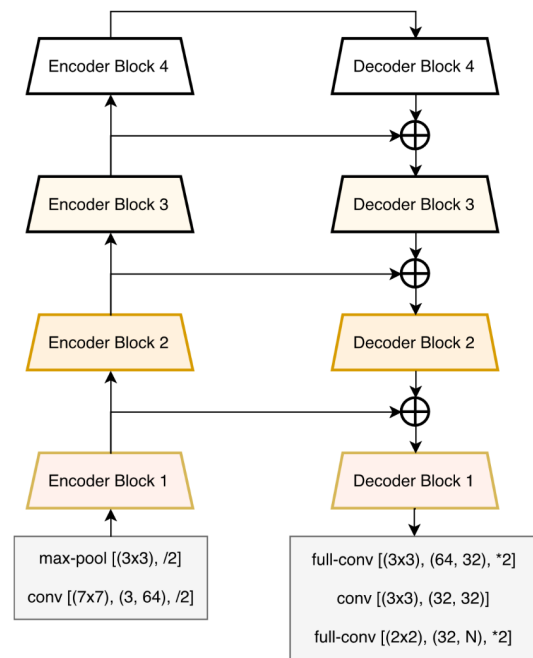 Encoder Block 4
Decoder Block 4
Encoder Block 3
Decoder Block 3
Encoder Block 2
Decoder Block 2
Encoder Block 1
Decoder Block 1
max-pool [(3x3), /2]
conv [(7x7), (3, 64), /2]
full-conv [(3x3), (64, 32), *2]
conv [(3x3), (32, 32)]
full-conv [(2x2), (32, N), *2]